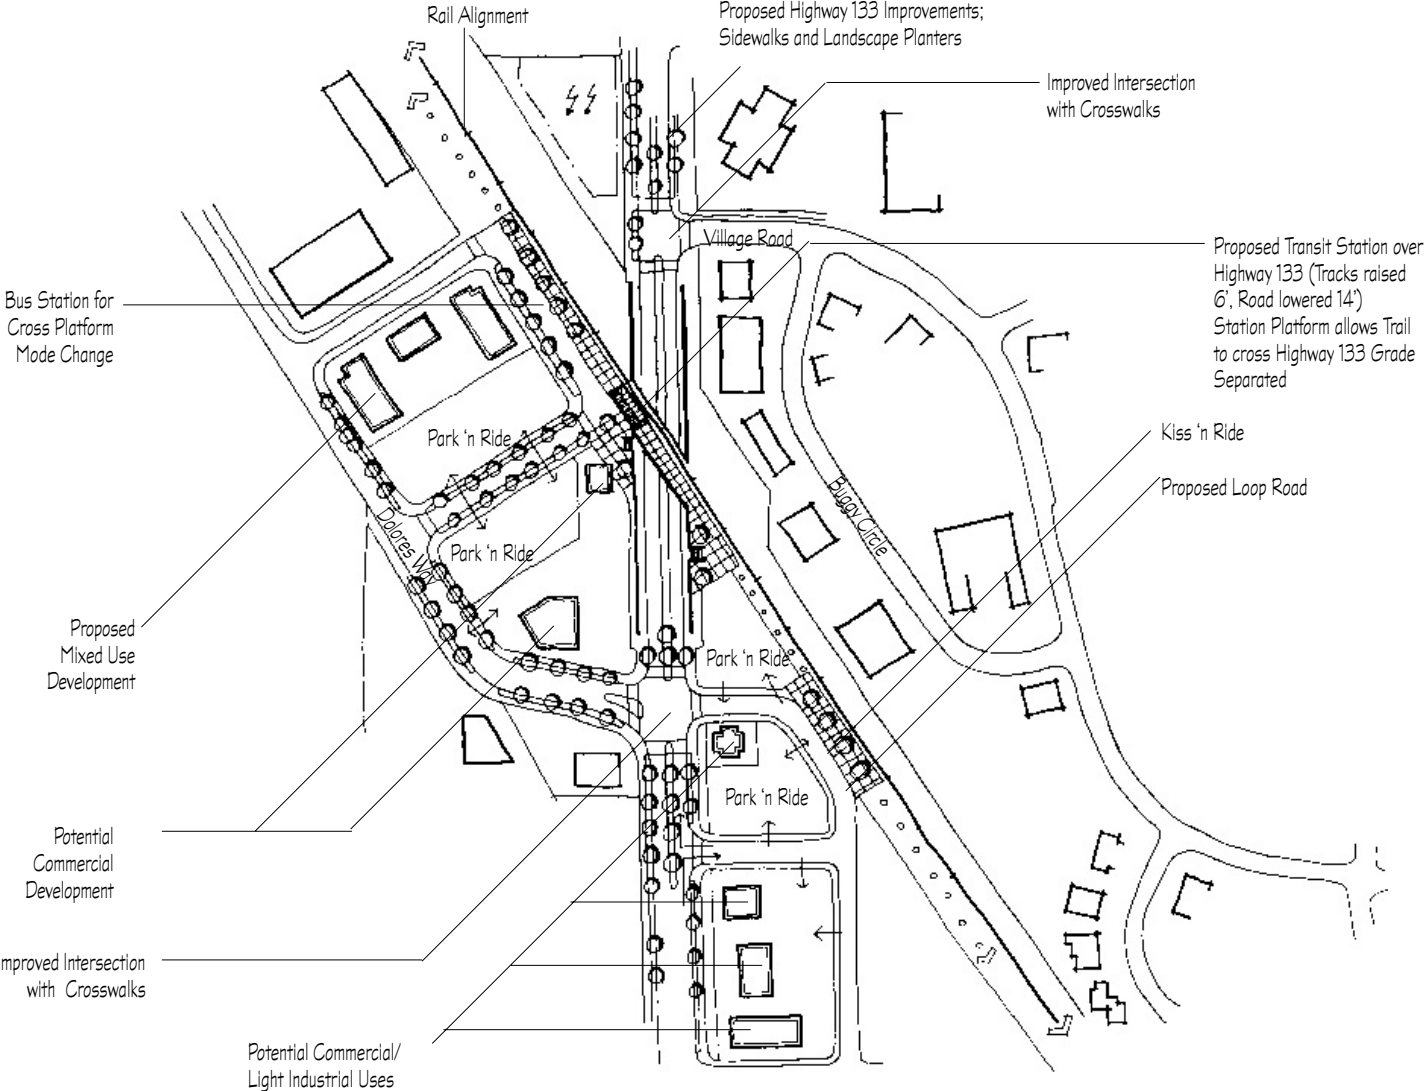 Rail Alignment
Proposed Highway 133 Improvements;
Sidewalks and Landscape Planters
Improved Intersection
with Crosswalks
Village Road
Proposed Transit Station over
Highway 133 (Tracks raised
6', Road lowered 14')
Station Platform allows Trail
to cross Highway 133 Grade
Separated
Bus Station for
Cross Platform
Mode Change
Park 'n Ride
Kiss 'n Ride
Proposed Loop Road
Buggy Circle
Dolores Way
Park 'n Ride
Proposed
Mixed Use
Development
Park 'n Ride
Park 'n Ride
Potential
Commercial
Development
mproved Intersection
with Crosswalks
Potential Commercial/
Light Industrial Uses